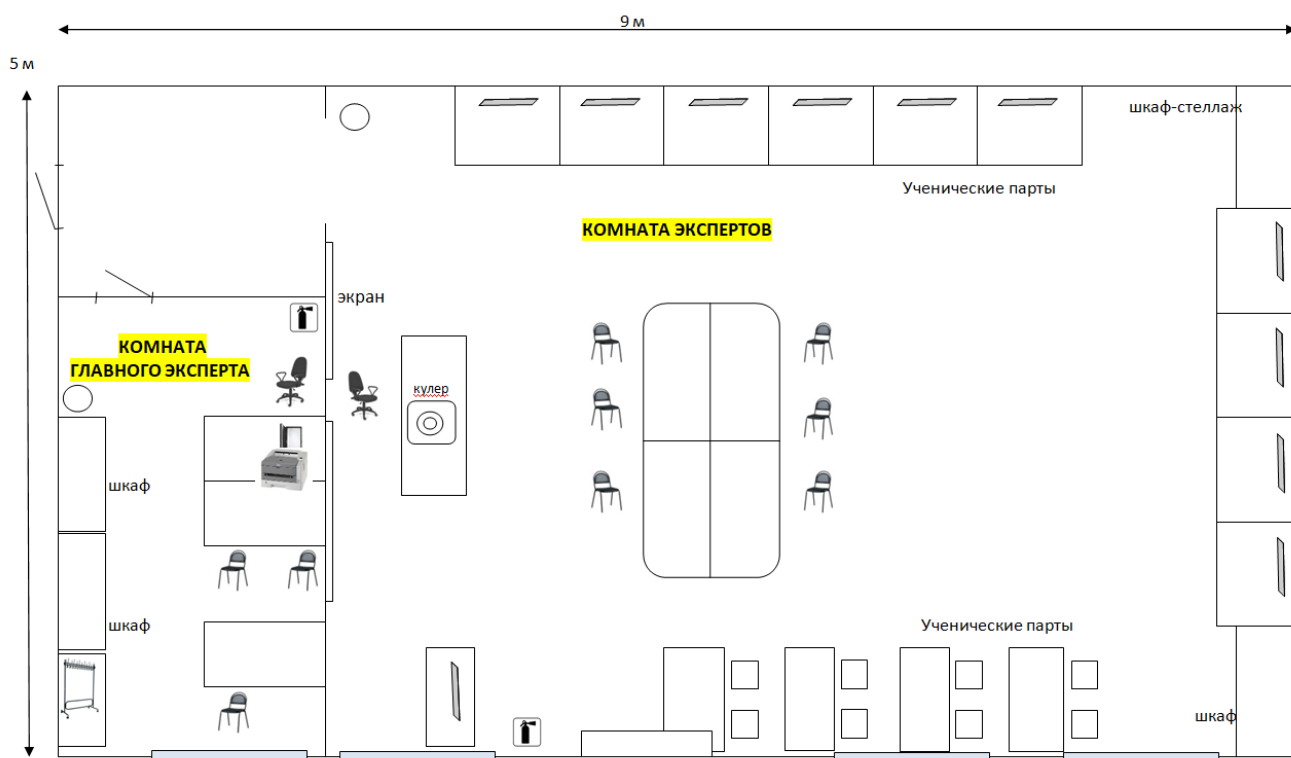 9 м
5 м
шкаф-стеллаж
Ученические парты
КОМНАТА ЭКСПЕРТОВ
экран
КОМНАТА
ГЛАВНОГО ЭКСПЕРТА
кулер
шкаф
шкаф
Ученические парты
шкаф